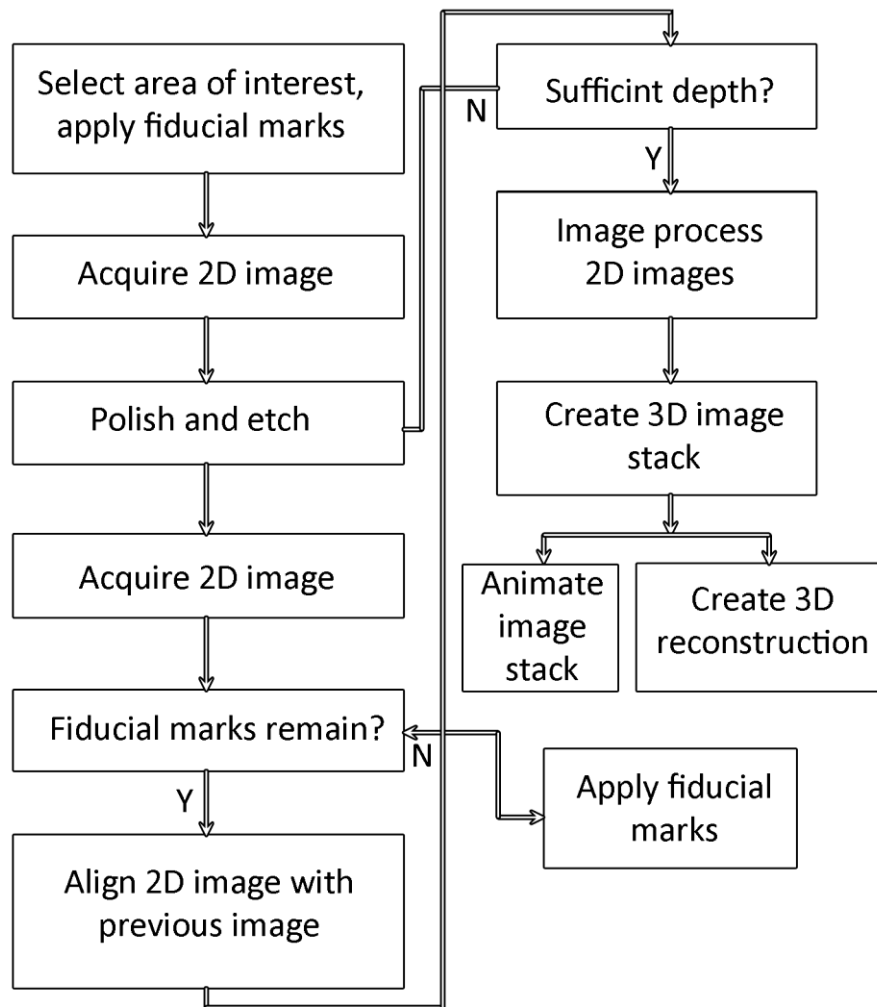 Select area of interest,
apply fiducial marks
Acquire 2D image
Polish and etch
Acquire 2D image
Fiducial marks remain?
N
Y
Align 2D image with
previous image
Sufficint depth?
N
Y
Image process
2D images
Create 3D image
stack
Animate
image
stack
Create 3D
reconstruction
Apply fiducial
marks